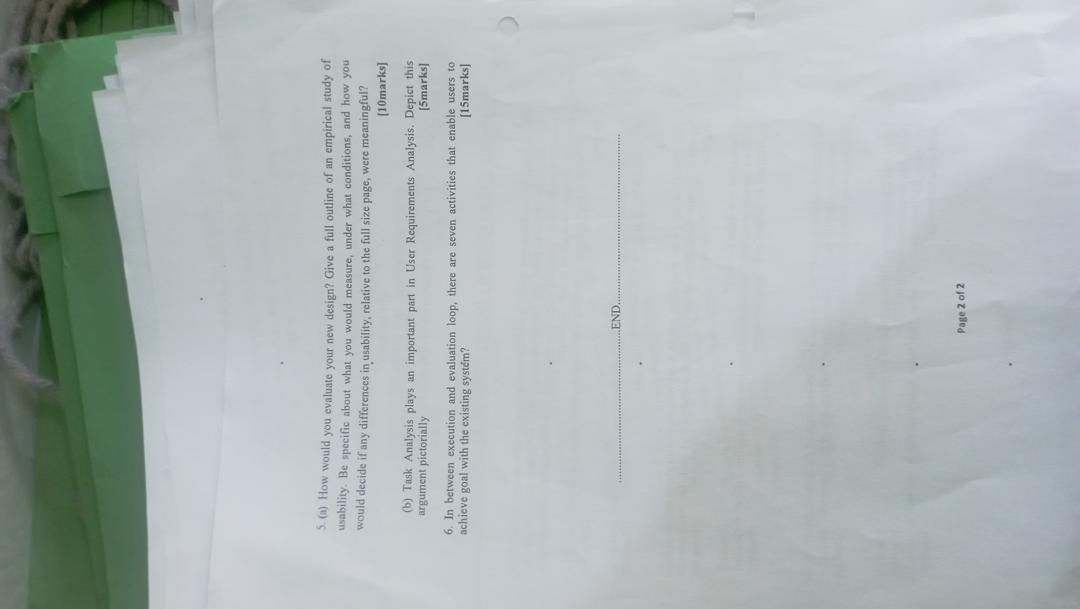 5. (a) How would you evaluate your new design? Give a full outline of an empirical study of
usability. Be specific about what you would measure, under what conditions, and how you
would decide if any differences in usability, relative to the full size page, were meaningful?
[10marks]
(b) Task Analysis plays an important part in User Requirements Analysis. Depict this
argument pictorially [5marks]
6. In between execution and evaluation loop, there are seven activities that enable users to
achieve goal with the existing system? [15marks]
...............................................END....................................................
Page 2 of 2